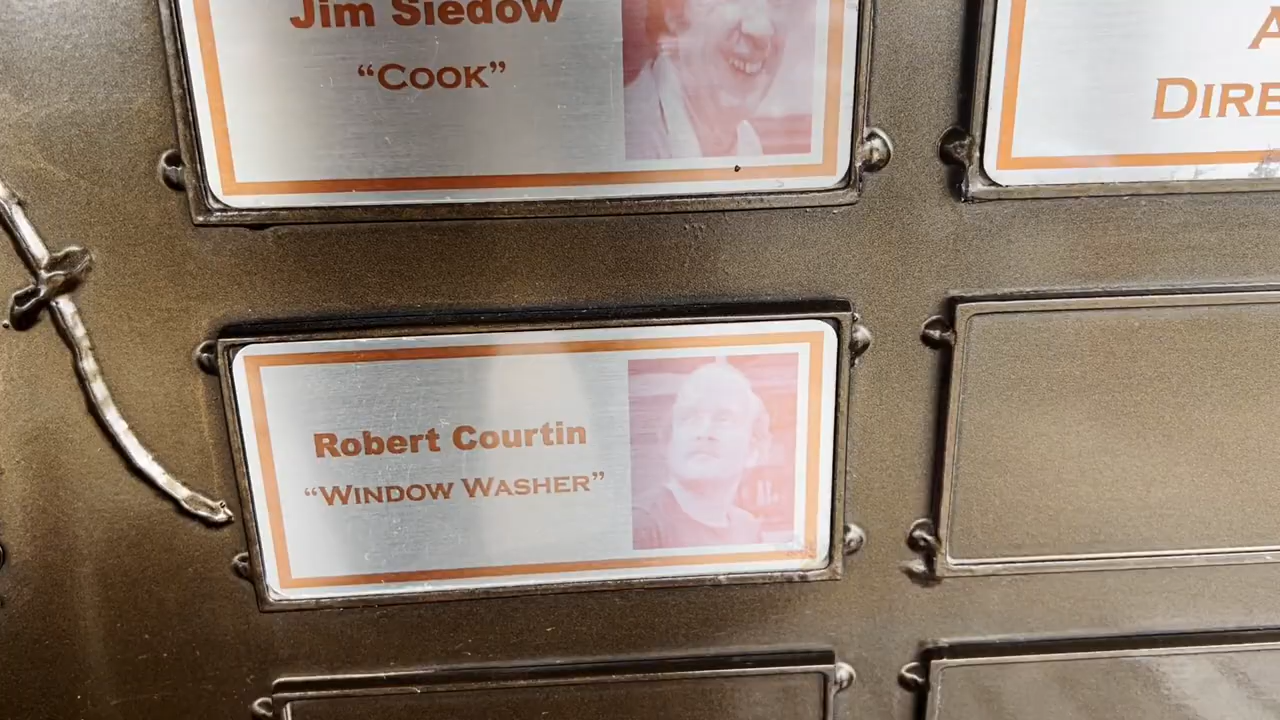 Jim Siedow
“COOK”
A
DIRE
Robert Courtin
“WINDOW WASHER”